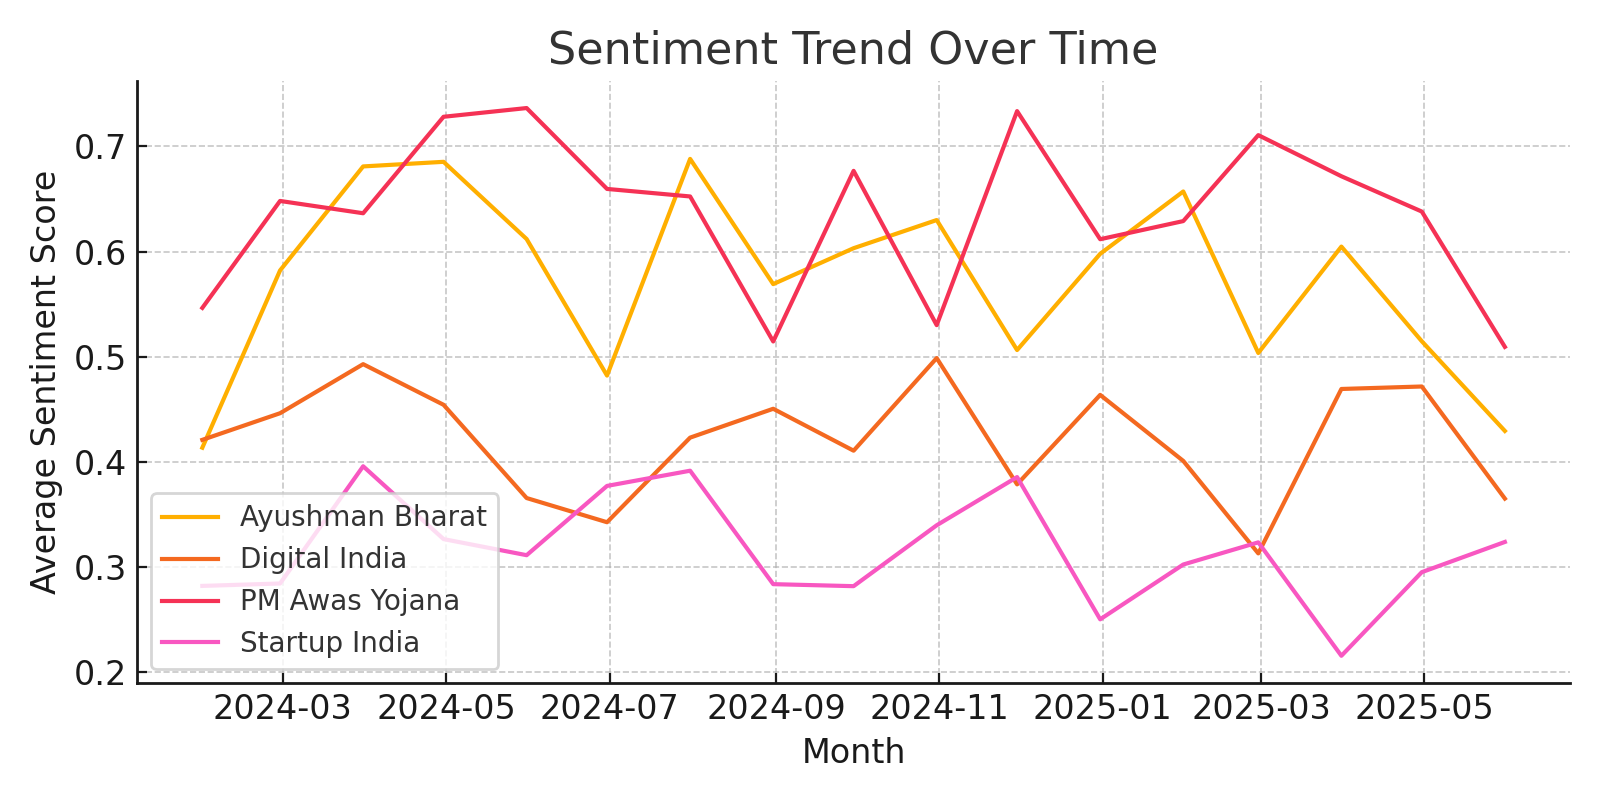 Sentiment Trend Over Time
Average Sentiment Score
0.7
0.6
0.5
0.4
0.3
0.2
Ayushman Bharat
Digital India
PM Awas Yojana
Startup India
2024-03 2024-05 2024-07 2024-09 2024-11 2025-01 2025-03 2025-05
Month